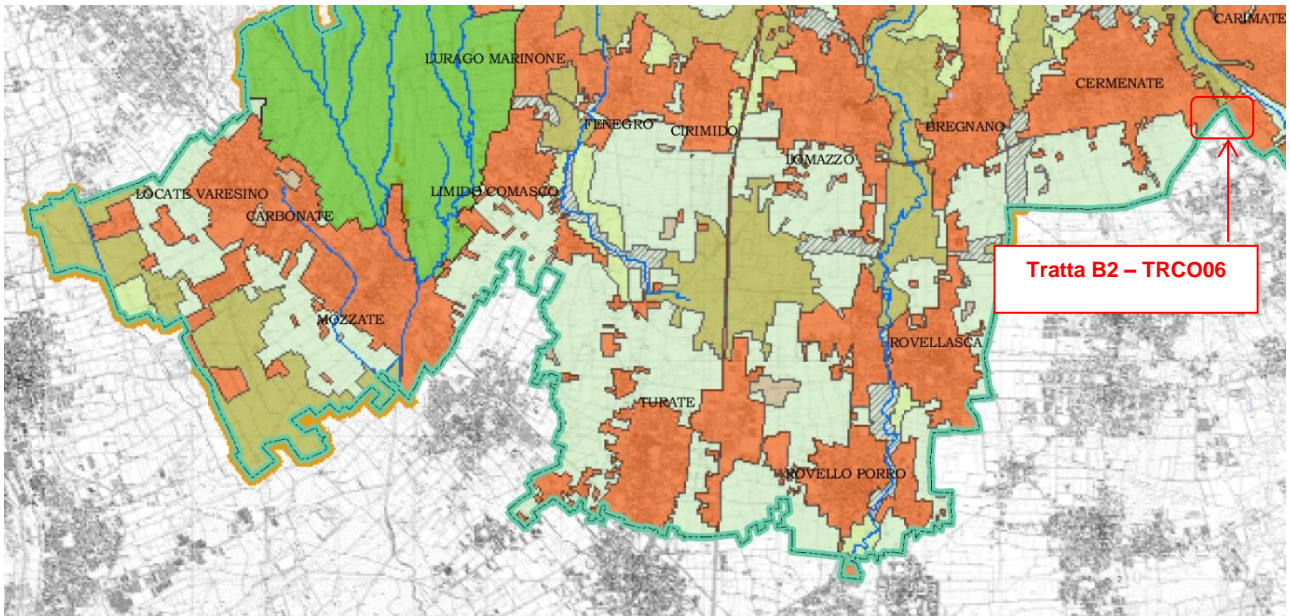 CARIMATE
LURAGO MARINONE
CERMENATE
FENEGRO'
CIRIMIDO
BREGNANO
LOMAZZO
LOCATE VARESINO
LIMIDO COMASCO
CARBONATE
Tratta B2 – TRCO06
MOZZATE
ROVELLASCA
TURATE
ROVELLO PORRO